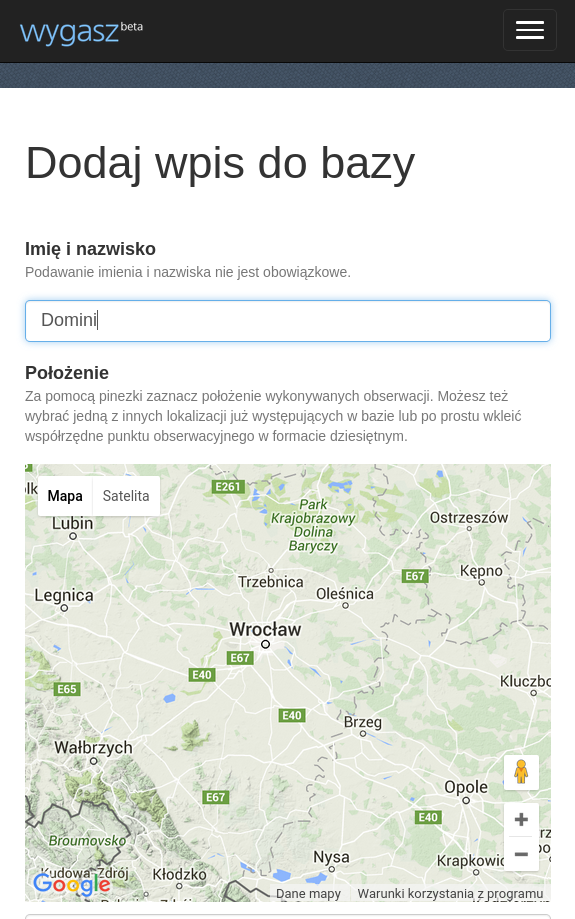 wygasz beta
Dodaj wpis do bazy
Imię i nazwisko
Podawanie imienia i nazwiska nie jest obowiązkowe.
Domini
Położenie
Za pomocą pinezki zaznacz położenie wykonywanych obserwacji. Możesz też
wybrać jedną z innych lokalizacji już występujących w bazie lub po prostu wkleić
współrzędne punktu obserwacyjnego w formacie dziesiętnym.
Mapa Satelita
E261
Park
Krajobrazowy
Dolina
Baryczy
Lubin
Ostrzeszów
Trzebnica
E67
Kępno
Legnica
Oleśnica
Wrocław
E67
E40
E65
Kluczbo
E40
Brzeg
Wałbrzych
Opole
E67
E40
Broumovsko
Nysa
Kudowa-Zdrój
Kłodzko
Krapkowice
Google
Dane mapy Warunki korzystania z programu